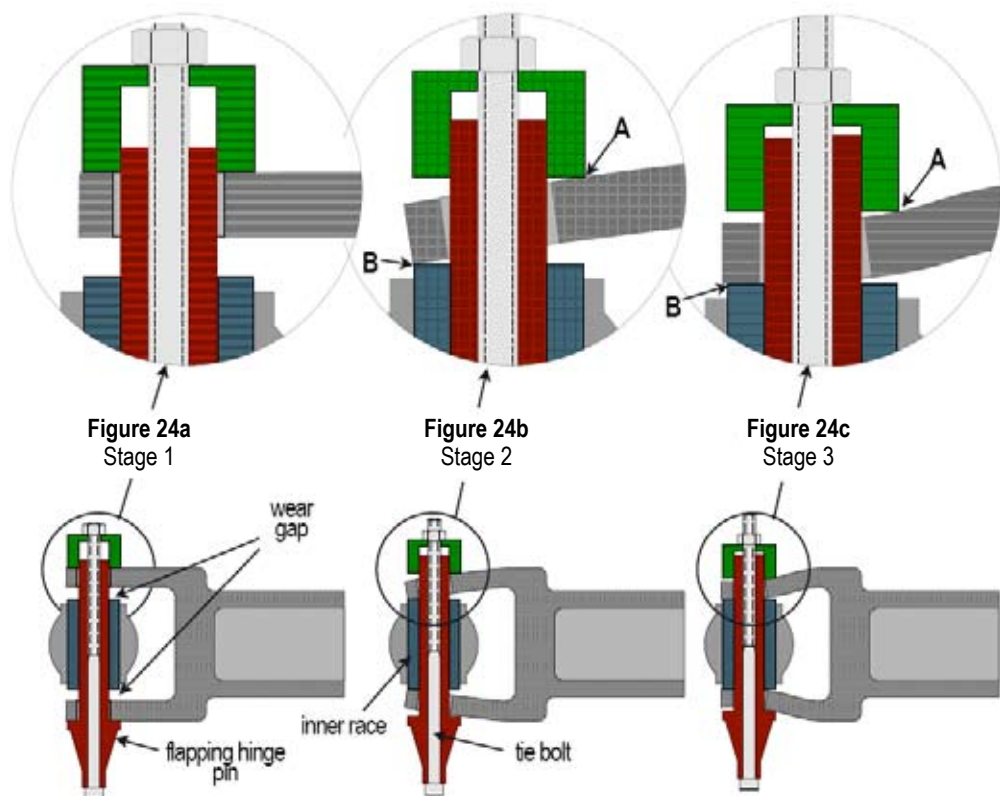 A
B
A
B
Figure 24a
Stage 1
Figure 24b
Stage 2
Figure 24c
Stage 3
wear
gap
flapping hinge
pin
inner race
tie bolt